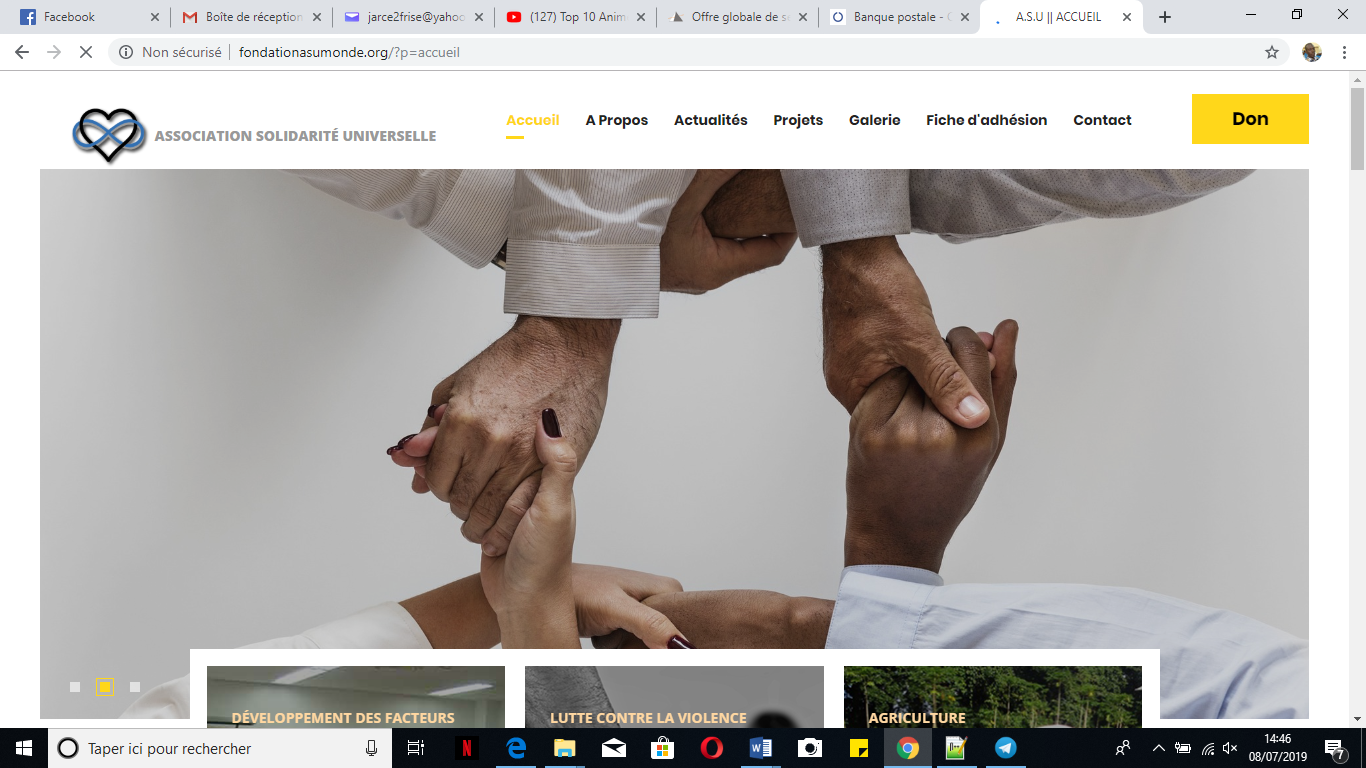 Facebook
Boîte de réception
jarce2frise@yahoo
(127) Top 10 Anim
Offre globale de se
Banque postale - C
A.S.U || ACCUEIL
Non sécurisé | fondationasumonde.org/?p=accueil
ASSOCIATION SOLIDARITÉ UNIVERSELLE
Accueil
A Propos
Actualités
Projets
Galerie
Fiche d'adhésion
Contact
Don
DÉVELOPPEMENT DES FACTEURS
LUTTE CONTRE LA VIOLENCE
AGRICULTURE
Taper ici pour rechercher
14:46
08/07/2019
7